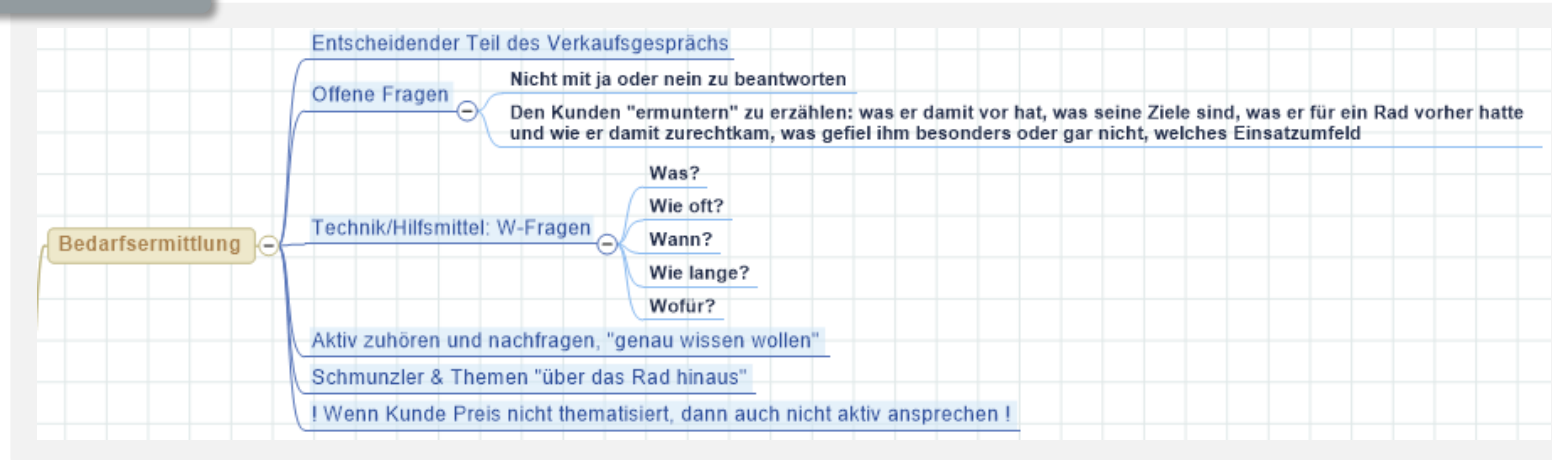 Entscheidender Teil des Verkaufsgesprächs
Offene Fragen
Nicht mit ja oder nein zu beantworten
Den Kunden "ermuntern" zu erzählen: was er damit vor hat, was seine Ziele sind, was er für ein Rad vorher hatte
und wie er damit zurechtkam, was gefiel ihm besonders oder gar nicht, welches Einsatzumfeld
Bedarfsermittlung
Technik/Hilfsmittel: W-Fragen
Was?
Wie oft?
Wann?
Wie lange?
Wofür?
Aktiv zuhören und nachfragen, "genau wissen wollen"
Schmunzler & Themen "über das Rad hinaus"
! Wenn Kunde Preis nicht thematisiert, dann auch nicht aktiv ansprechen !